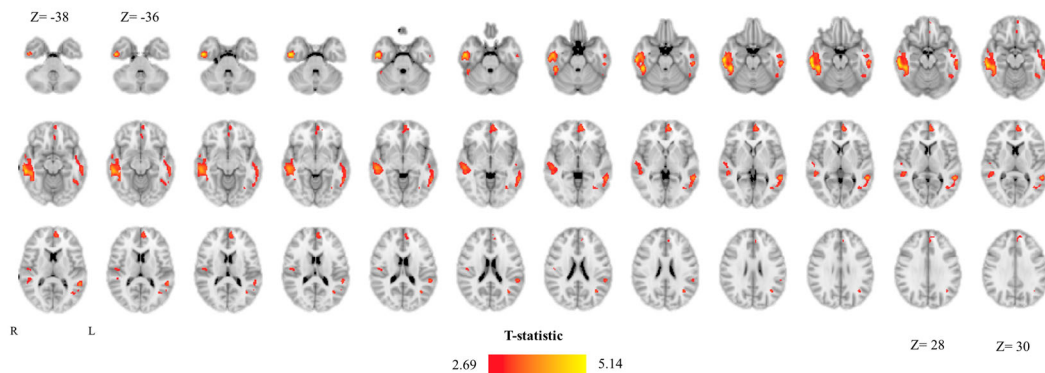 Z= -38
Z= -36
R
L
T-statistic
2.69
5.14
Z= 28
Z= 30